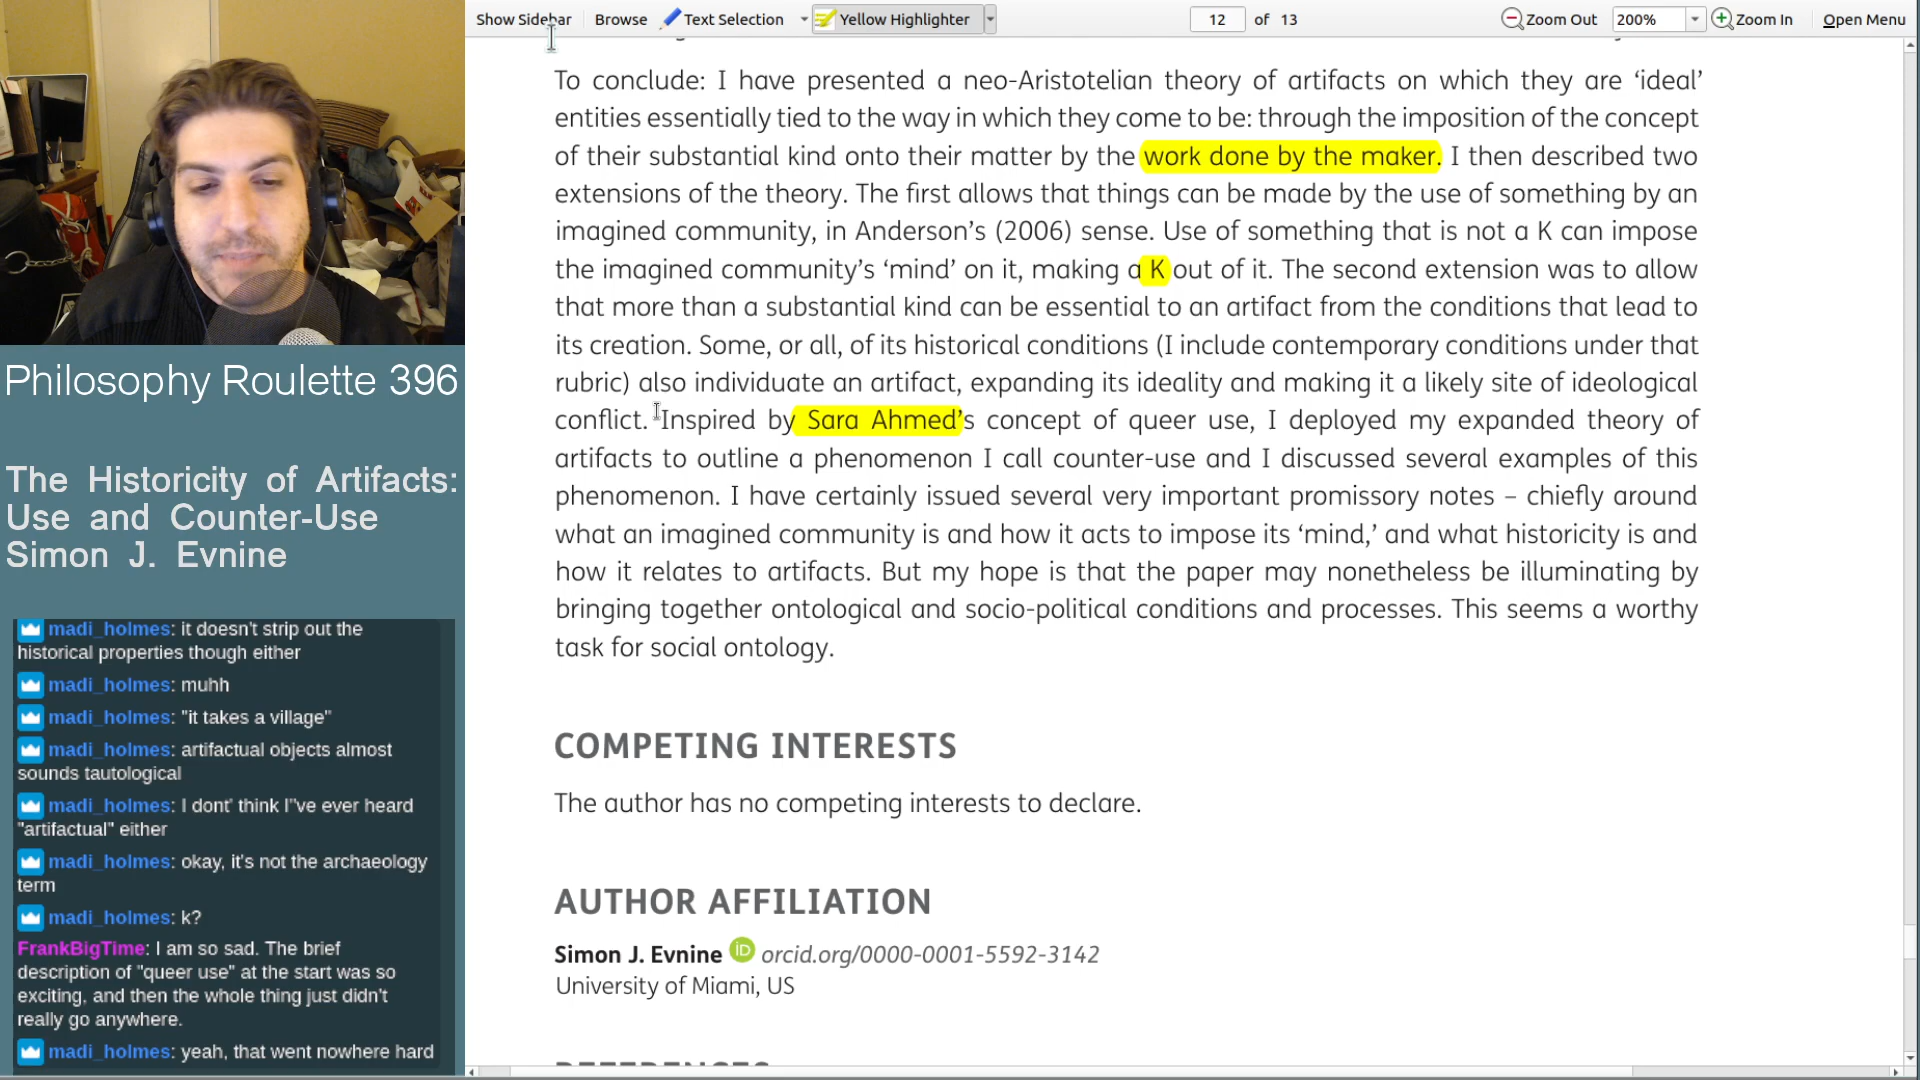 Show Sidebar Browse Text Selection Yellow Highlighter 12 of 13 Zoom Out 200% Zoom In Open Menu
To conclude: I have presented a neo-Aristotelian theory of artifacts on which they are ‘ideal’
entities essentially tied to the way in which they come to be: through the imposition of the concept
of their substantial kind onto their matter by the work done by the maker. I then described two
extensions of the theory. The first allows that things can be made by the use of something by an
imagined community, in Anderson’s (2006) sense. Use of something that is not a K can impose
the imagined community’s ‘mind’ on it, making a K out of it. The second extension was to allow
that more than a substantial kind can be essential to an artifact from the conditions that lead to
its creation. Some, or all, of its historical conditions (I include contemporary conditions under that
rubric) also individuate an artifact, expanding its ideality and making it a likely site of ideological
conflict. Inspired by Sara Ahmed’s concept of queer use, I deployed my expanded theory of
artifacts to outline a phenomenon I call counter-use and I discussed several examples of this
phenomenon. I have certainly issued several very important promissory notes – chiefly around
what an imagined community is and how it acts to impose its ‘mind,’ and what historicity is and
how it relates to artifacts. But my hope is that the paper may nonetheless be illuminating by
bringing together ontological and socio-political conditions and processes. This seems a worthy
task for social ontology.
COMPETING INTERESTS
The author has no competing interests to declare.
AUTHOR AFFILIATION
Simon J. Evnine iD orcid.org/0000-0001-5592-3142
University of Miami, US
REFERENCES
Philosophy Roulette 396
The Historicity of Artifacts:
Use and Counter-Use
Simon J. Evnine
madi_holmes: it doesn't strip out the
historical properties though either
madi_holmes: muhh
madi_holmes: "it takes a village"
madi_holmes: artifactual objects almost
sounds tautological
madi_holmes: I dont' think I"ve ever heard
"artifactual" either
madi_holmes: okay, it's not the archaeology
term
madi_holmes: k?
FrankBigTime: I am so sad. The brief
description of "queer use" at the start was so
exciting, and then the whole thing just didn't
really go anywhere.
madi_holmes: yeah, that went nowhere hard